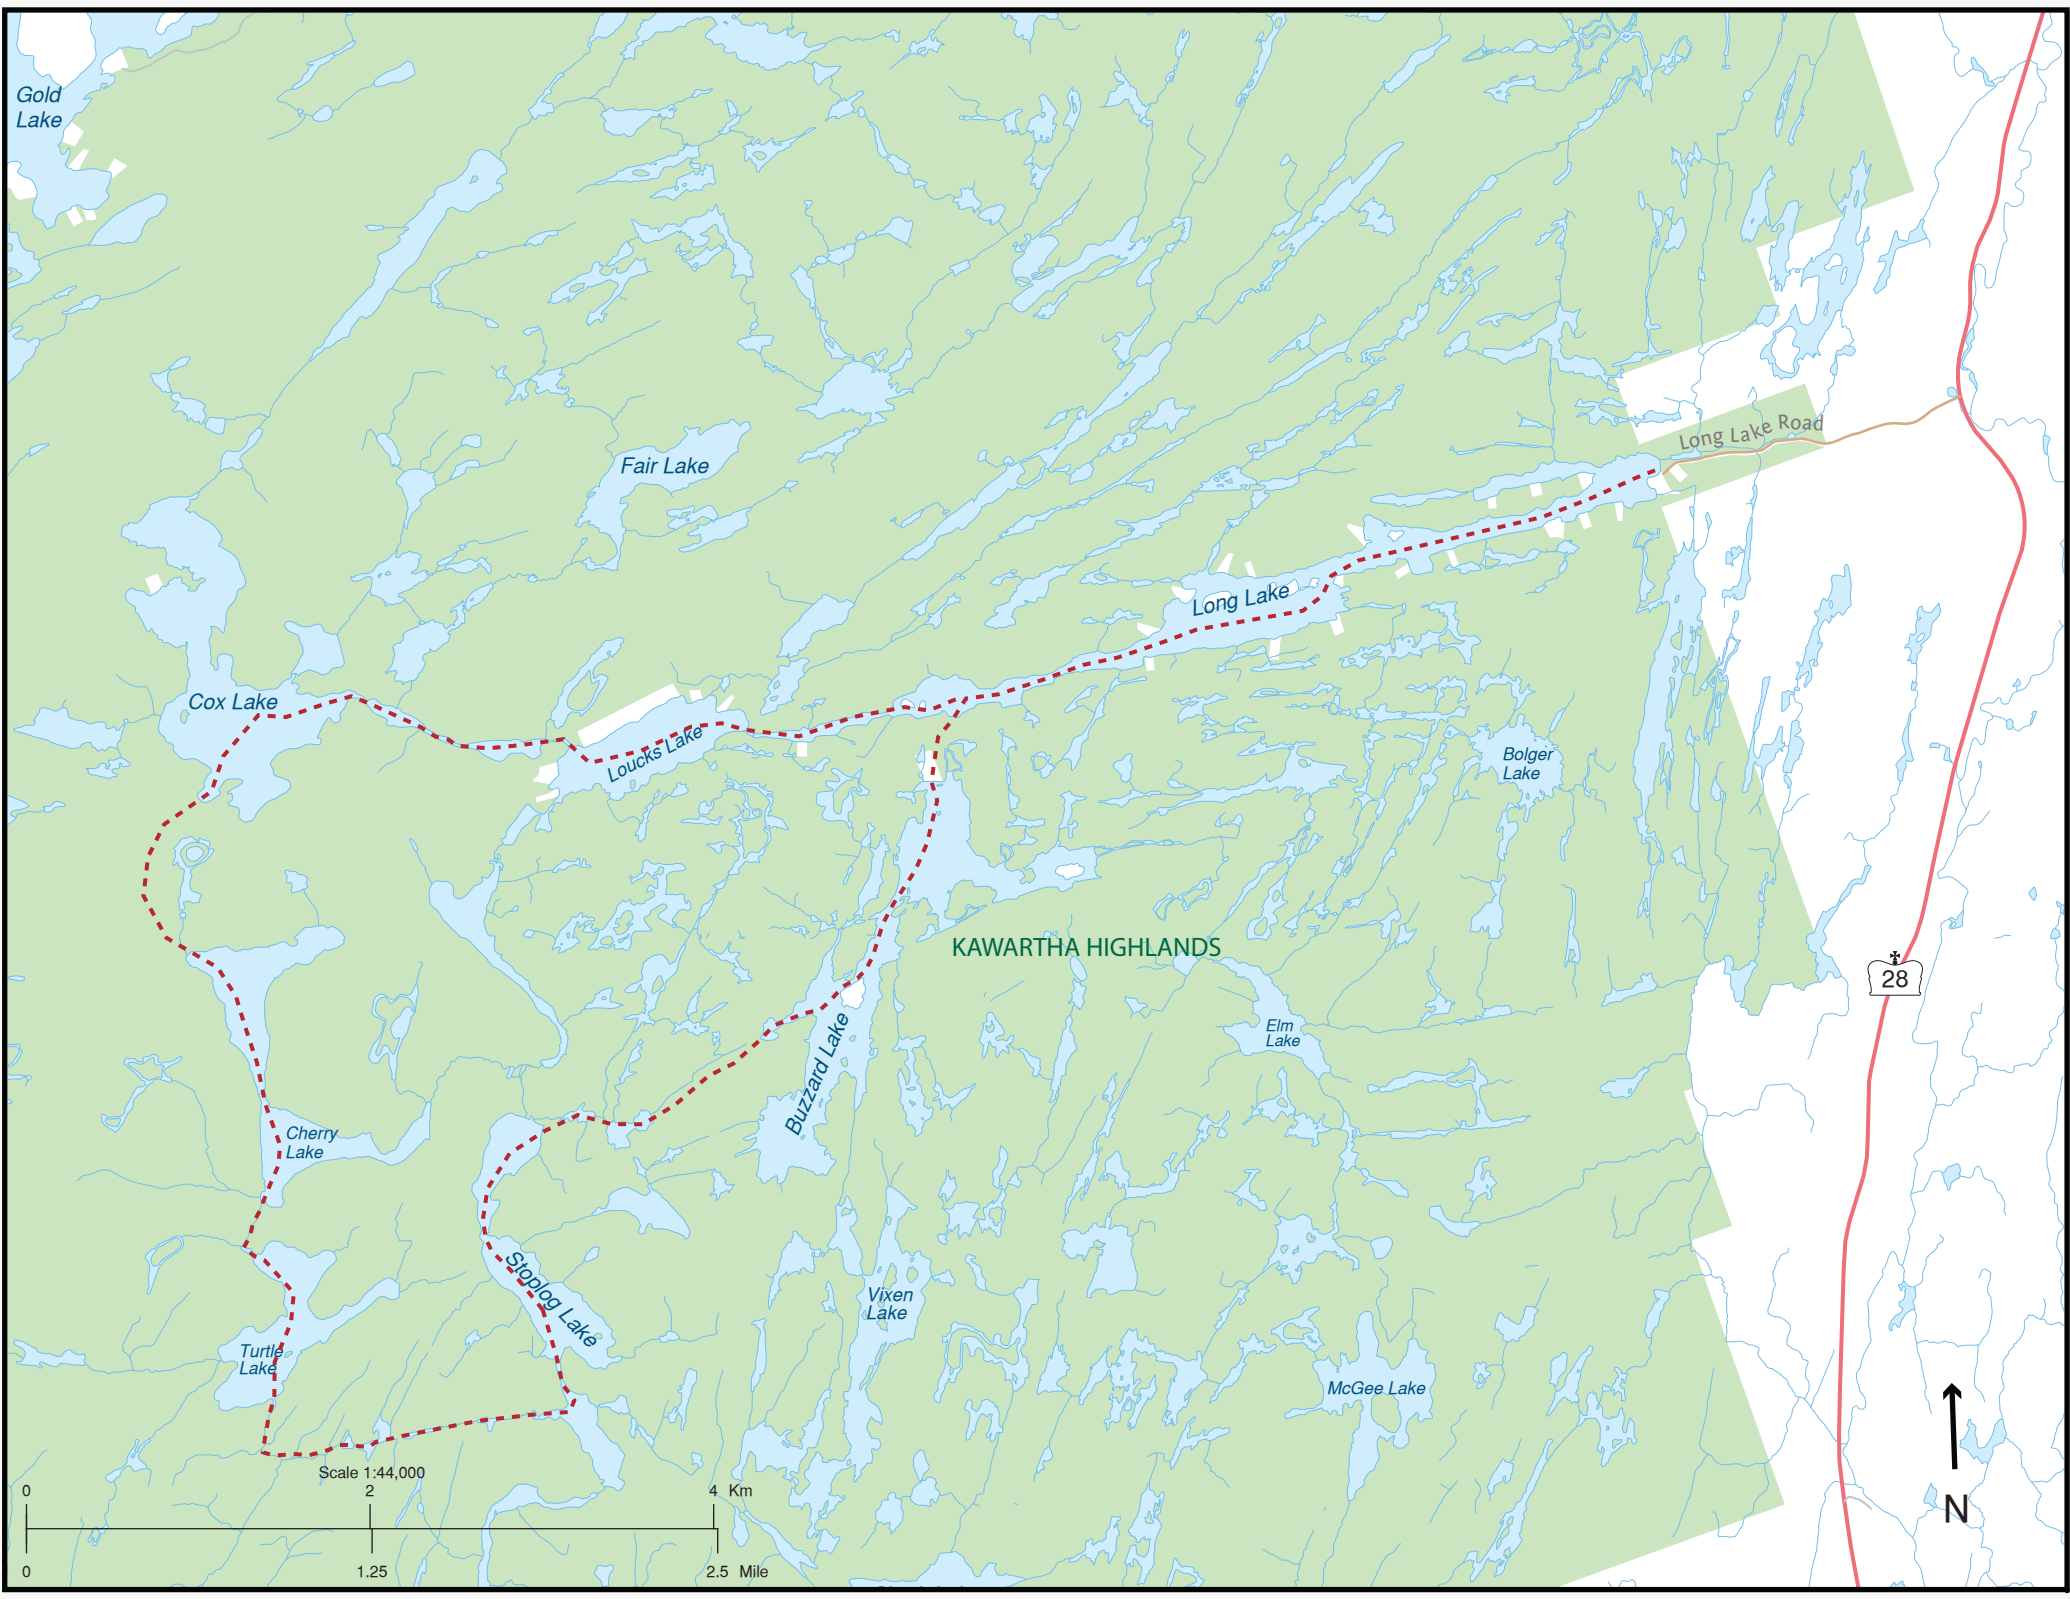 Gold
Lake
Long Lake Road
Fair Lake
Long Lake
Cox Lake
Loucks Lake
Bolger
Lake
KAWARTHA HIGHLANDS
28
Elm
Lake
Buzzard Lake
Cherry
Lake
Stoplog Lake
Vixen
Lake
Turtle
Lake
McGee Lake
Scale 1:44,000
0 2 4 Km
0 1.25 2.5 Mile
N